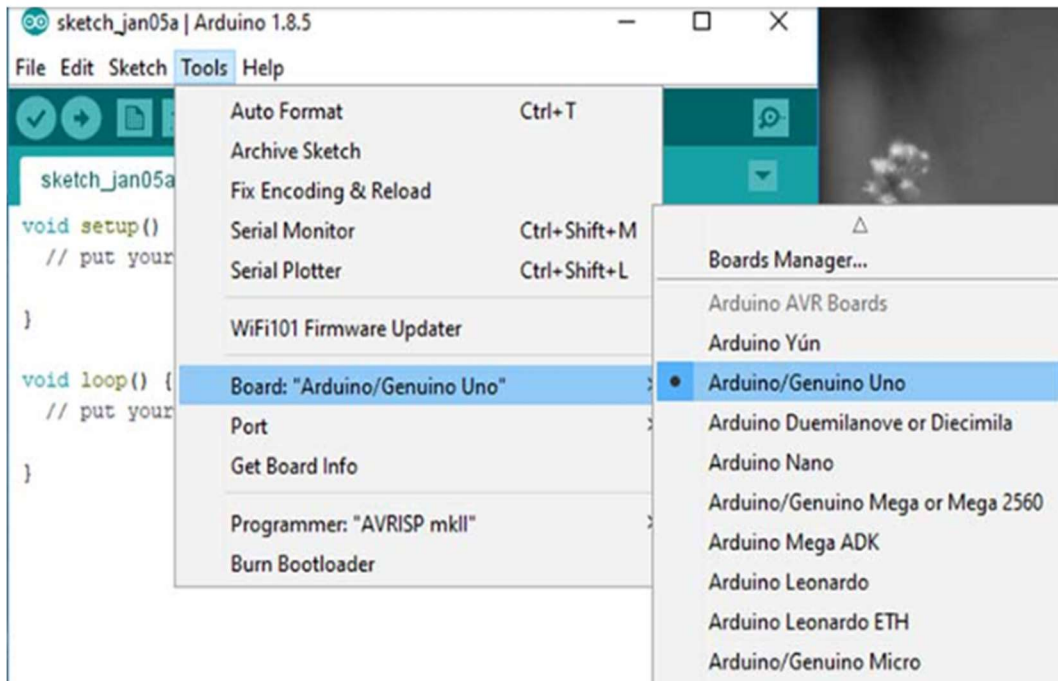 sketch_jan05a | Arduino 1.8.5
File Edit Sketch Tools Help
sketch_jan05a
void setup()
// put your
}
void loop() {
// put your
}
Auto Format Ctrl+T
Archive Sketch
Fix Encoding & Reload
Serial Monitor Ctrl+Shift+M
Serial Plotter Ctrl+Shift+L
WiFi101 Firmware Updater
Board: "Arduino/Genuino Uno"
Port
Get Board Info
Programmer: "AVRISP mkII"
Burn Bootloader
Boards Manager...
Arduino AVR Boards
Arduino Yún
Arduino/Genuino Uno
Arduino Duemilanove or Diecimila
Arduino Nano
Arduino/Genuino Mega or Mega 2560
Arduino Mega ADK
Arduino Leonardo
Arduino Leonardo ETH
Arduino/Genuino Micro